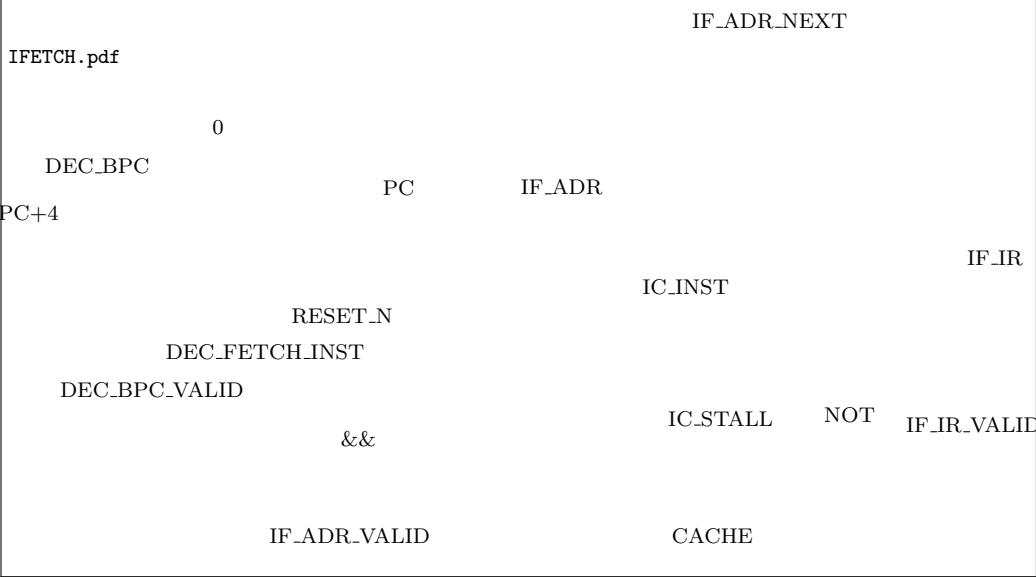 IF_ADR_NEXT
IFETCH.pdf
0
DEC_BPC
PC IF_ADR
PC+4
IF_IR
IC_INST
RESET_N
DEC_FETCH_INST
DEC_BPC_VALID
IC_STALL NOT IF_IR_VALID
&&
IF_ADR_VALID CACHE